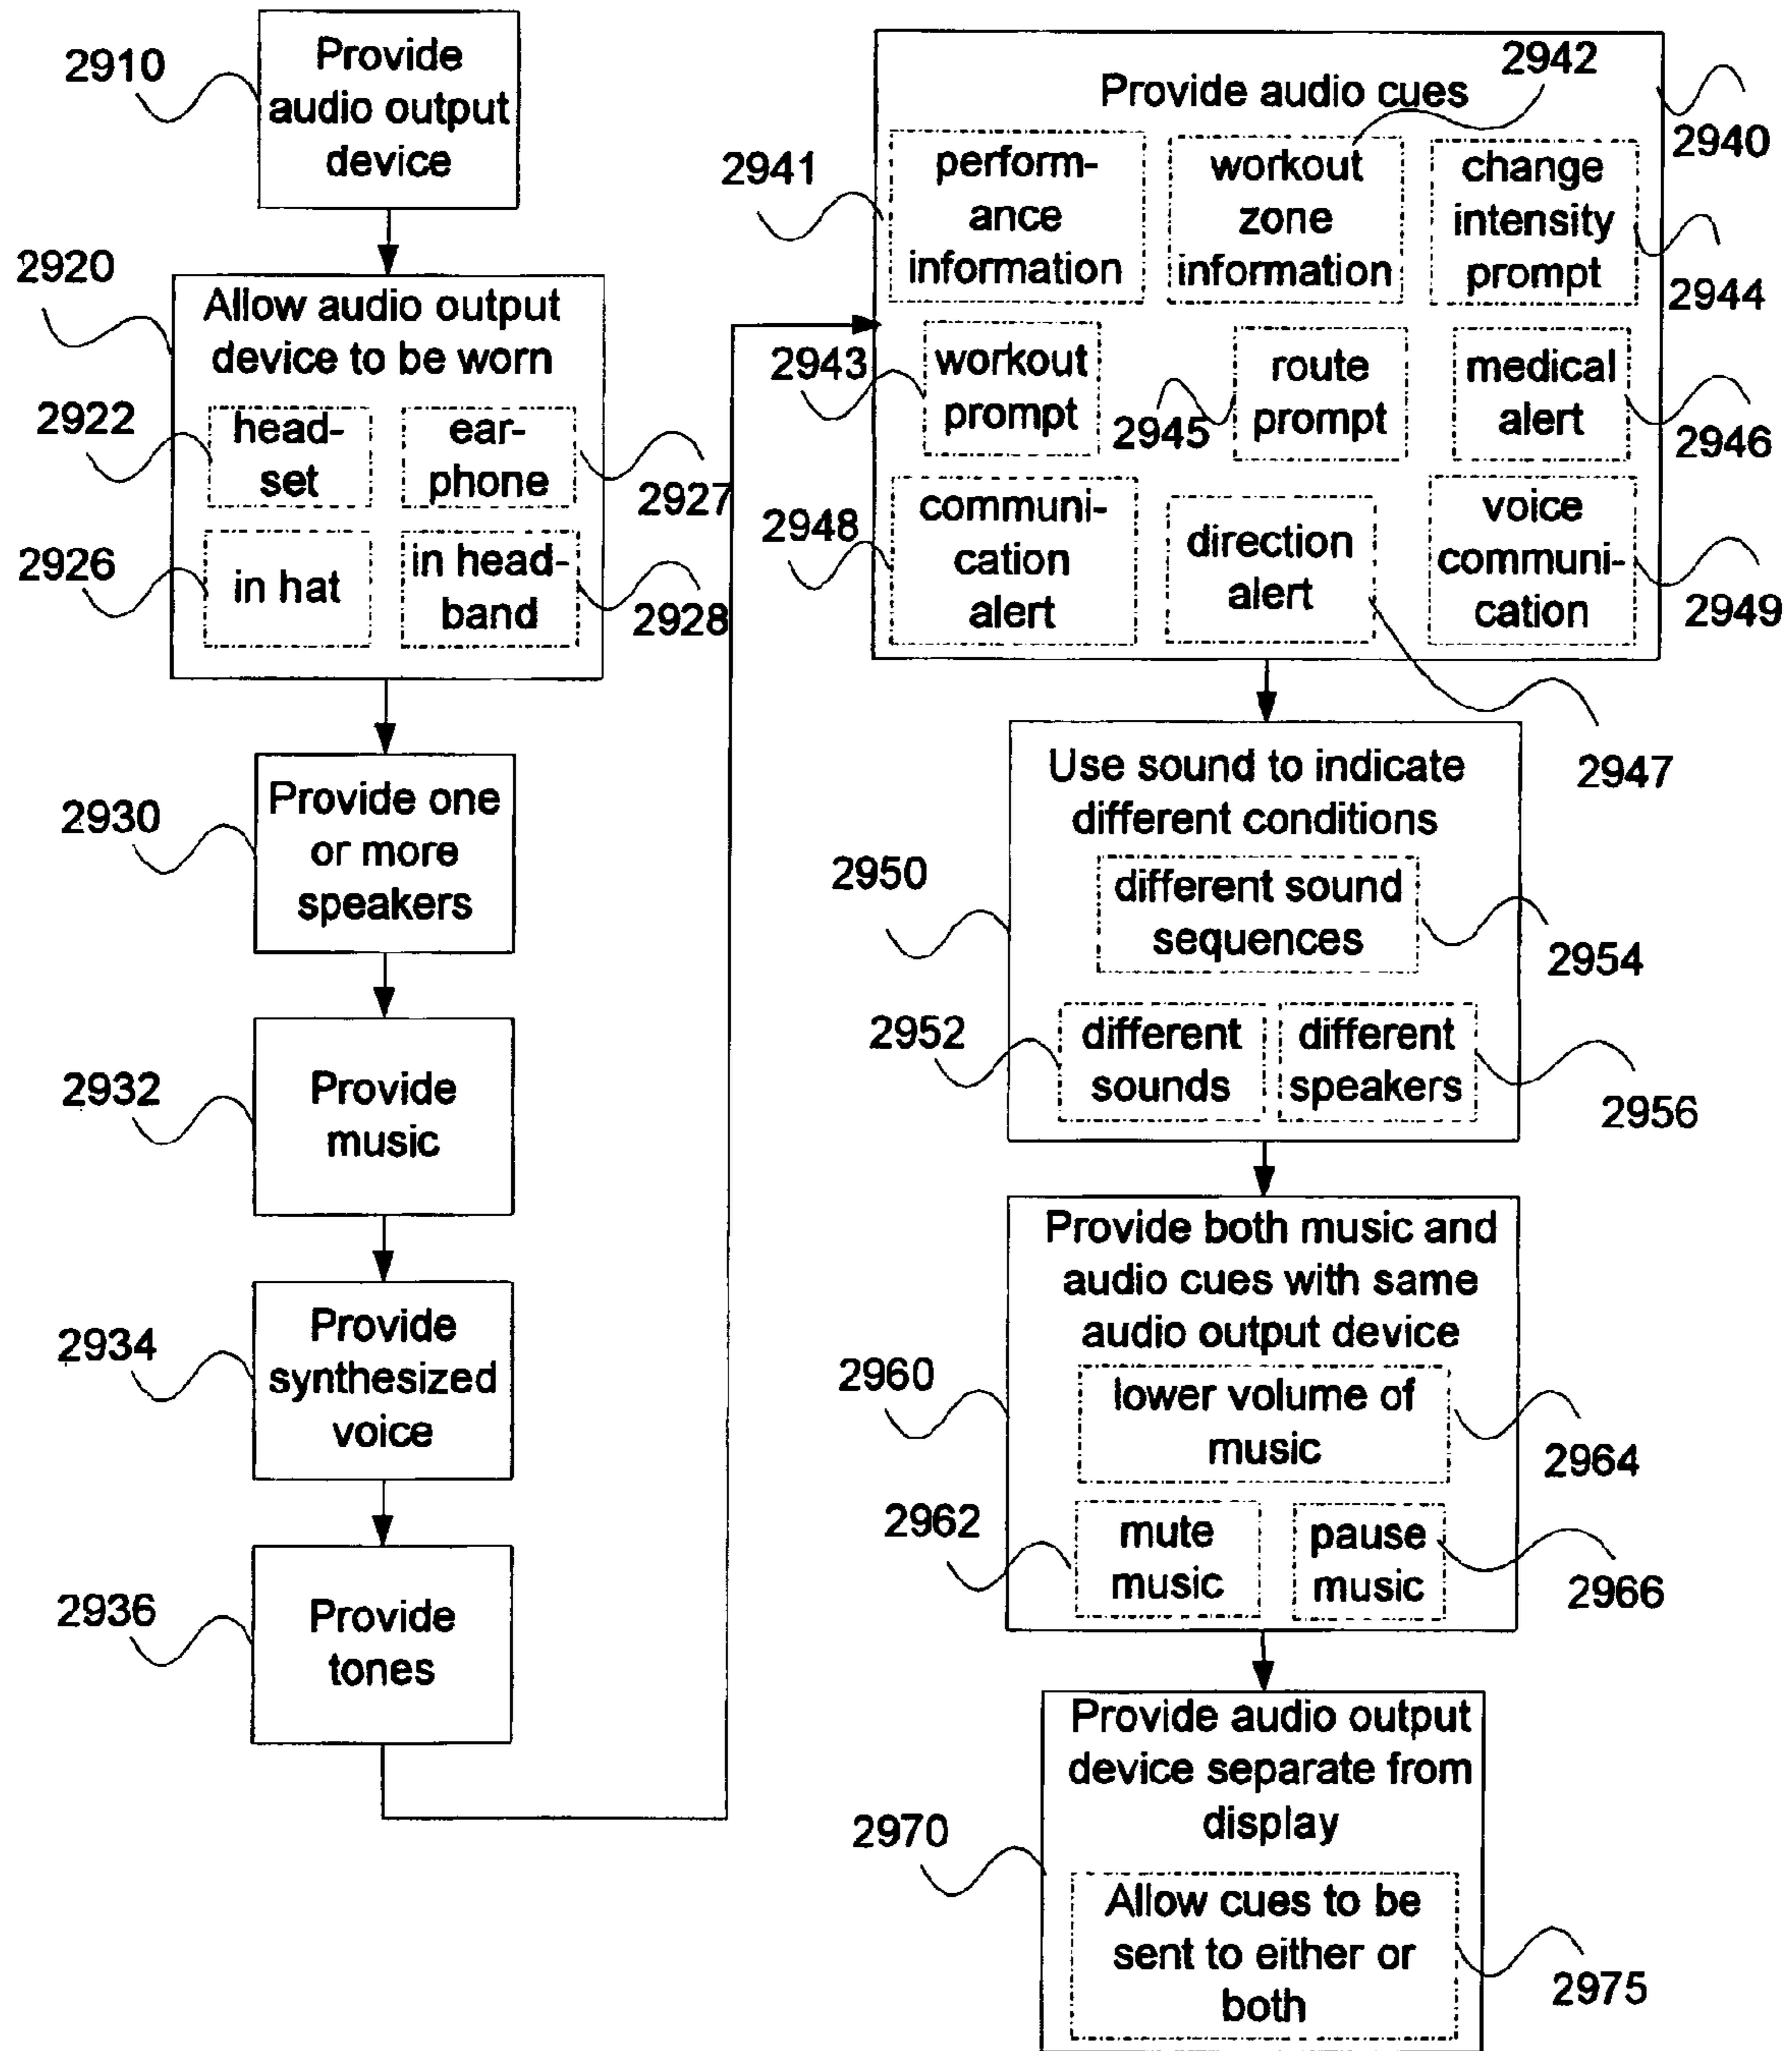 2910
Provide
audio output
device
2920
Allow audio output
device to be worn
2922
head-
set
ear-
phone
2927
2926
in hat
in head-
band
2928
2930
Provide one
or more
speakers
2932
Provide
music
2934
Provide
synthesized
voice
2936
Provide
tones
Provide audio cues
2940
2941
perform-
ance
information
2942
workout
zone
information
change
intensity
prompt
2944
2943
workout
prompt
2945
route
prompt
medical
alert
2946
2948
communi-
cation
alert
direction
alert
2947
voice
communi-
cation
2949
2950
Use sound to indicate
different conditions
different sound
sequences
2954
2952
different
sounds
different
speakers
2956
2960
Provide both music and
audio cues with same
audio output device
lower volume of
music
2964
2962
mute
music
pause
music
2966
2970
Provide audio output
device separate from
display
Allow cues to be
sent to either or
both
2975